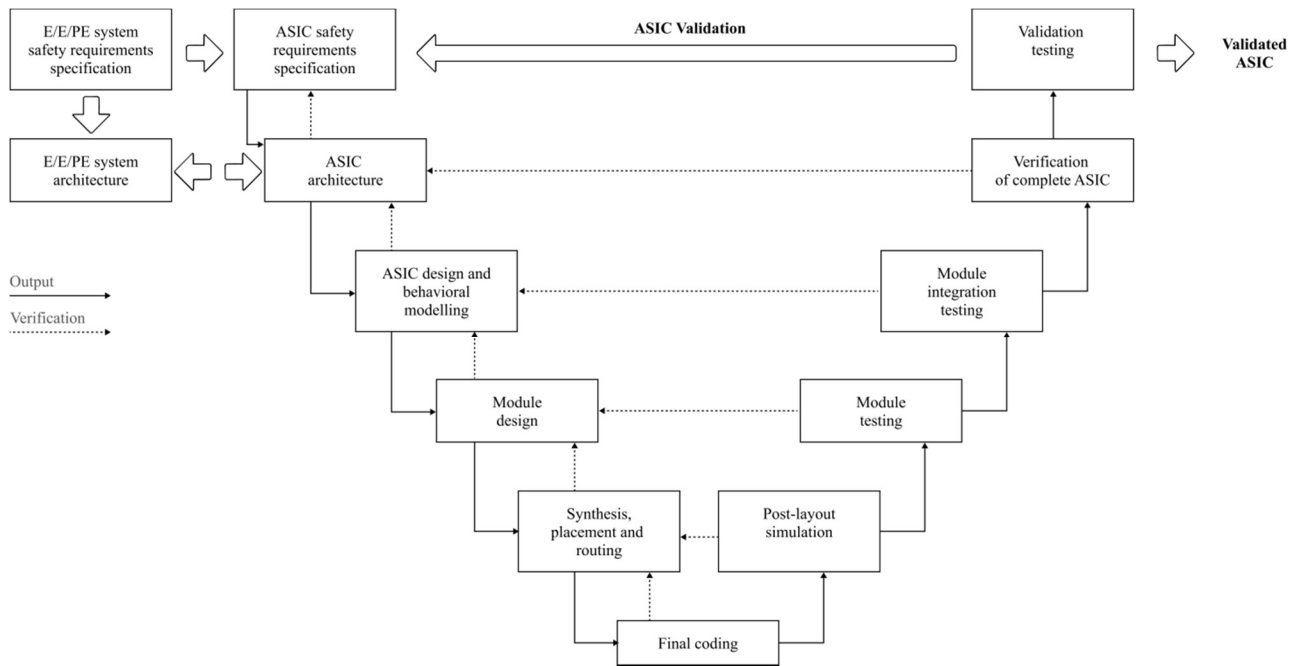 E/E/PE system
safety requirements
specification
ASIC safety
requirements
specification
ASIC Validation
Validation
testing
Validated
ASIC
E/E/PE system
architecture
ASIC
architecture
Verification
of complete ASIC
Output
Verification
ASIC design and
behavioral
modelling
Module
integration
testing
Module
design
Module
testing
Synthesis,
placement and
routing
Post-layout
simulation
Final coding